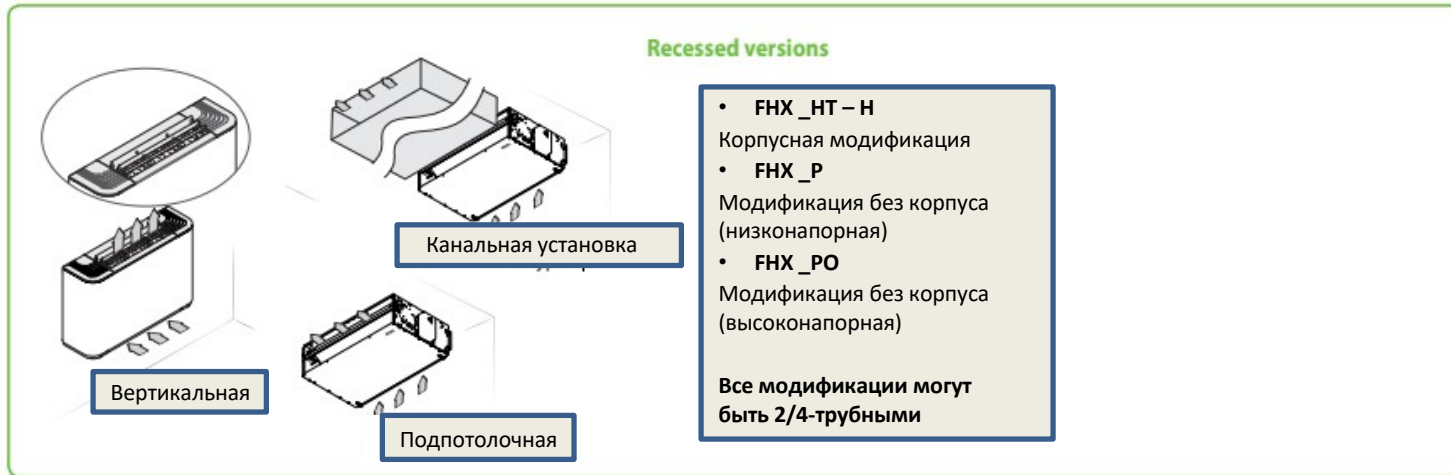 Recessed versions
• FHX _HT – H
Корпусная модификация
• FHX _P
Модификация без корпуса
(низконапорная)
• FHX _PO
Модификация без корпуса
(высоконапорная)
Все модификации могут
быть 2/4-трубными
Канальная установка
Вертикальная
Подпотолочная